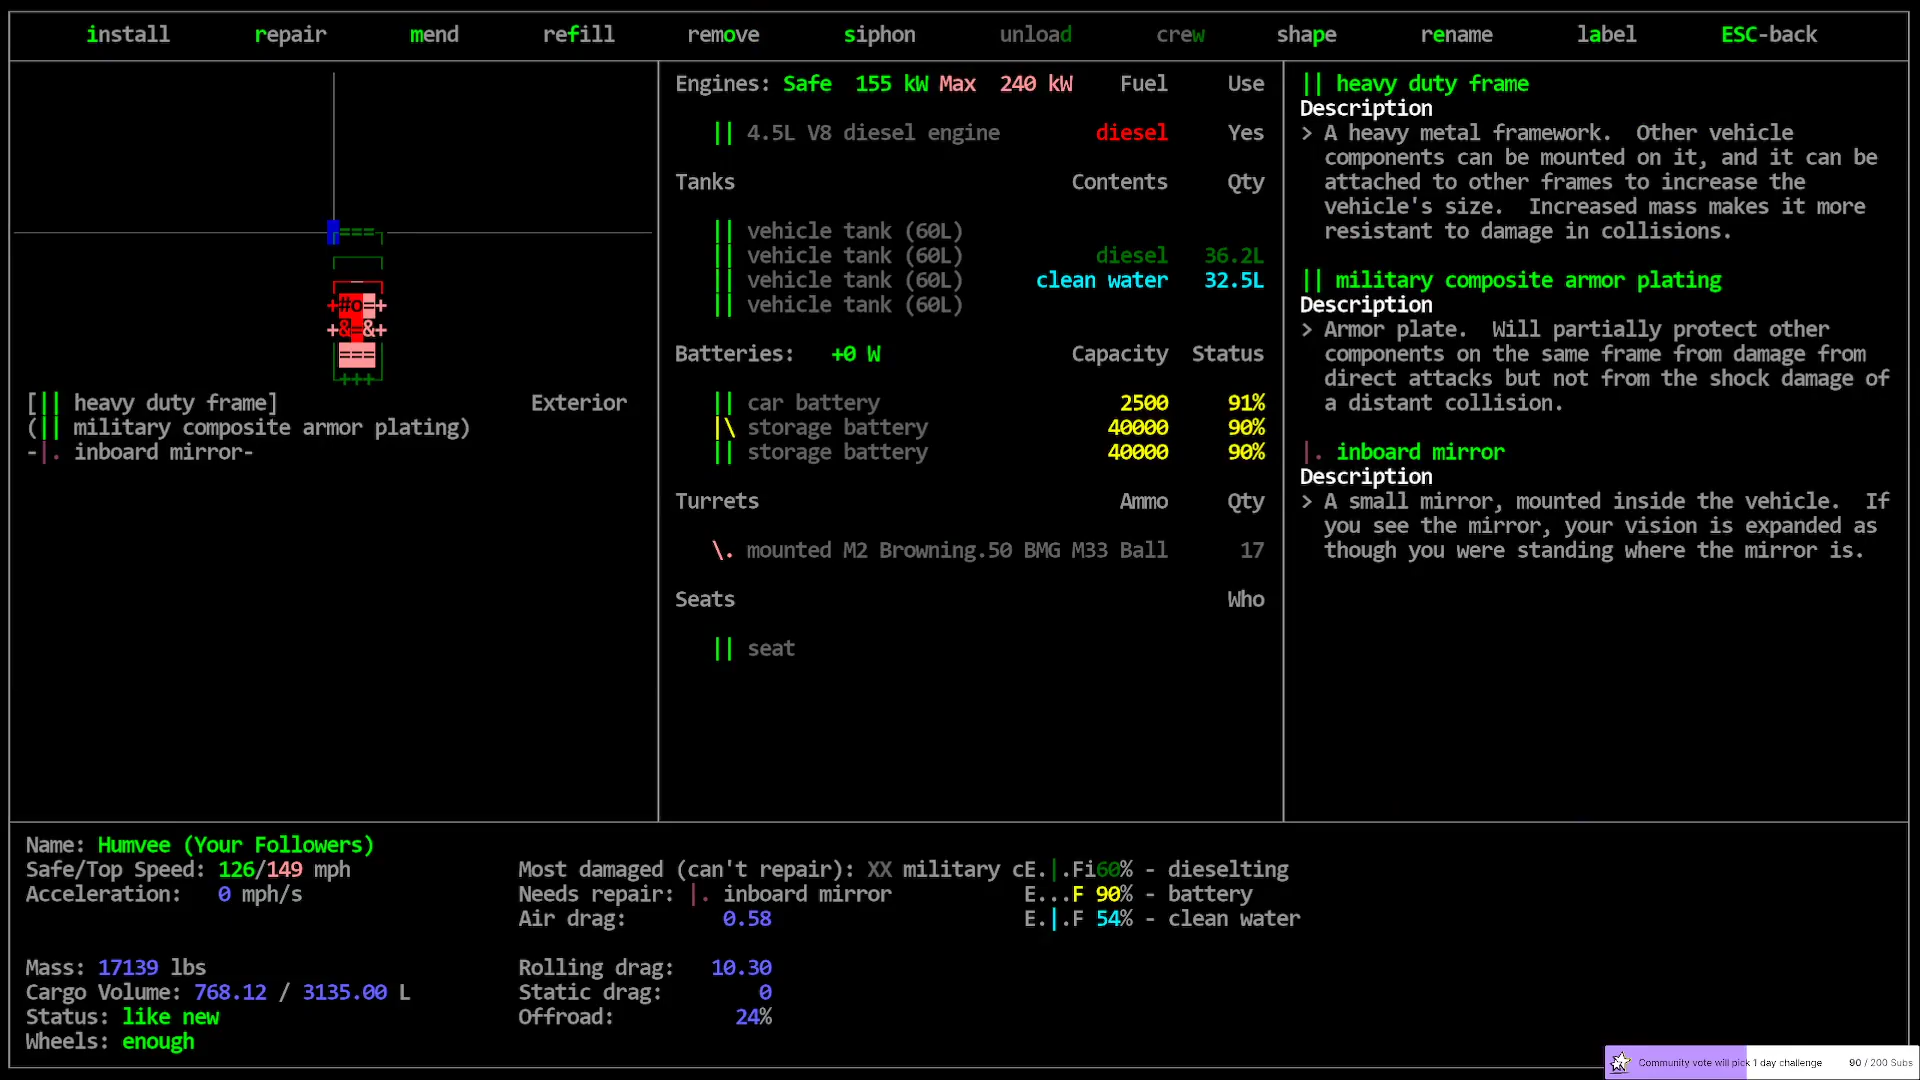 install repair mend refill remove siphon unload crew shape rename label ESC-back
===
+#o=+
+&=&+
===
+++
[|| heavy duty frame] Exterior
(|| military composite armor plating)
-|. inboard mirror-
Engines: Safe 155 kW Max 240 kW Fuel Use
|| 4.5L V8 diesel engine diesel Yes
Tanks Contents Qty
|| vehicle tank (60L)
|| vehicle tank (60L) diesel 36.2L
|| vehicle tank (60L) clean water 32.5L
|| vehicle tank (60L)
Batteries: +0 W Capacity Status
|| car battery 2500 91%
|\ storage battery 40000 90%
|| storage battery 40000 90%
Turrets Ammo Qty
\. mounted M2 Browning.50 BMG M33 Ball 17
Seats Who
|| seat
|| heavy duty frame
Description
> A heavy metal framework. Other vehicle
components can be mounted on it, and it can be
attached to other frames to increase the
vehicle's size. Increased mass makes it more
resistant to damage in collisions.
|| military composite armor plating
Description
> Armor plate. Will partially protect other
components on the same frame from damage from
direct attacks but not from the shock damage of
a distant collision.
|. inboard mirror
Description
> A small mirror, mounted inside the vehicle. If
you see the mirror, your vision is expanded as
though you were standing where the mirror is.
Name: Humvee (Your Followers)
Safe/Top Speed: 126/149 mph
Acceleration: 0 mph/s
Mass: 17139 lbs
Cargo Volume: 768.12 / 3135.00 L
Status: like new
Wheels: enough
Most damaged (can't repair): XX military cE.|.Fi60% - dieselting
Needs repair: |. inboard mirror E...F 90% - battery
Air drag: 0.58 E.|.F 54% - clean water
Rolling drag: 10.30
Static drag: 0
Offroad: 24%
Community vote will pick 1 day challenge 90 / 200 Subs